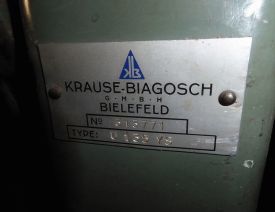 KRAUSE-BIAGOSCH
G·M·B·H
BIELEFELD
No
TYPE: U